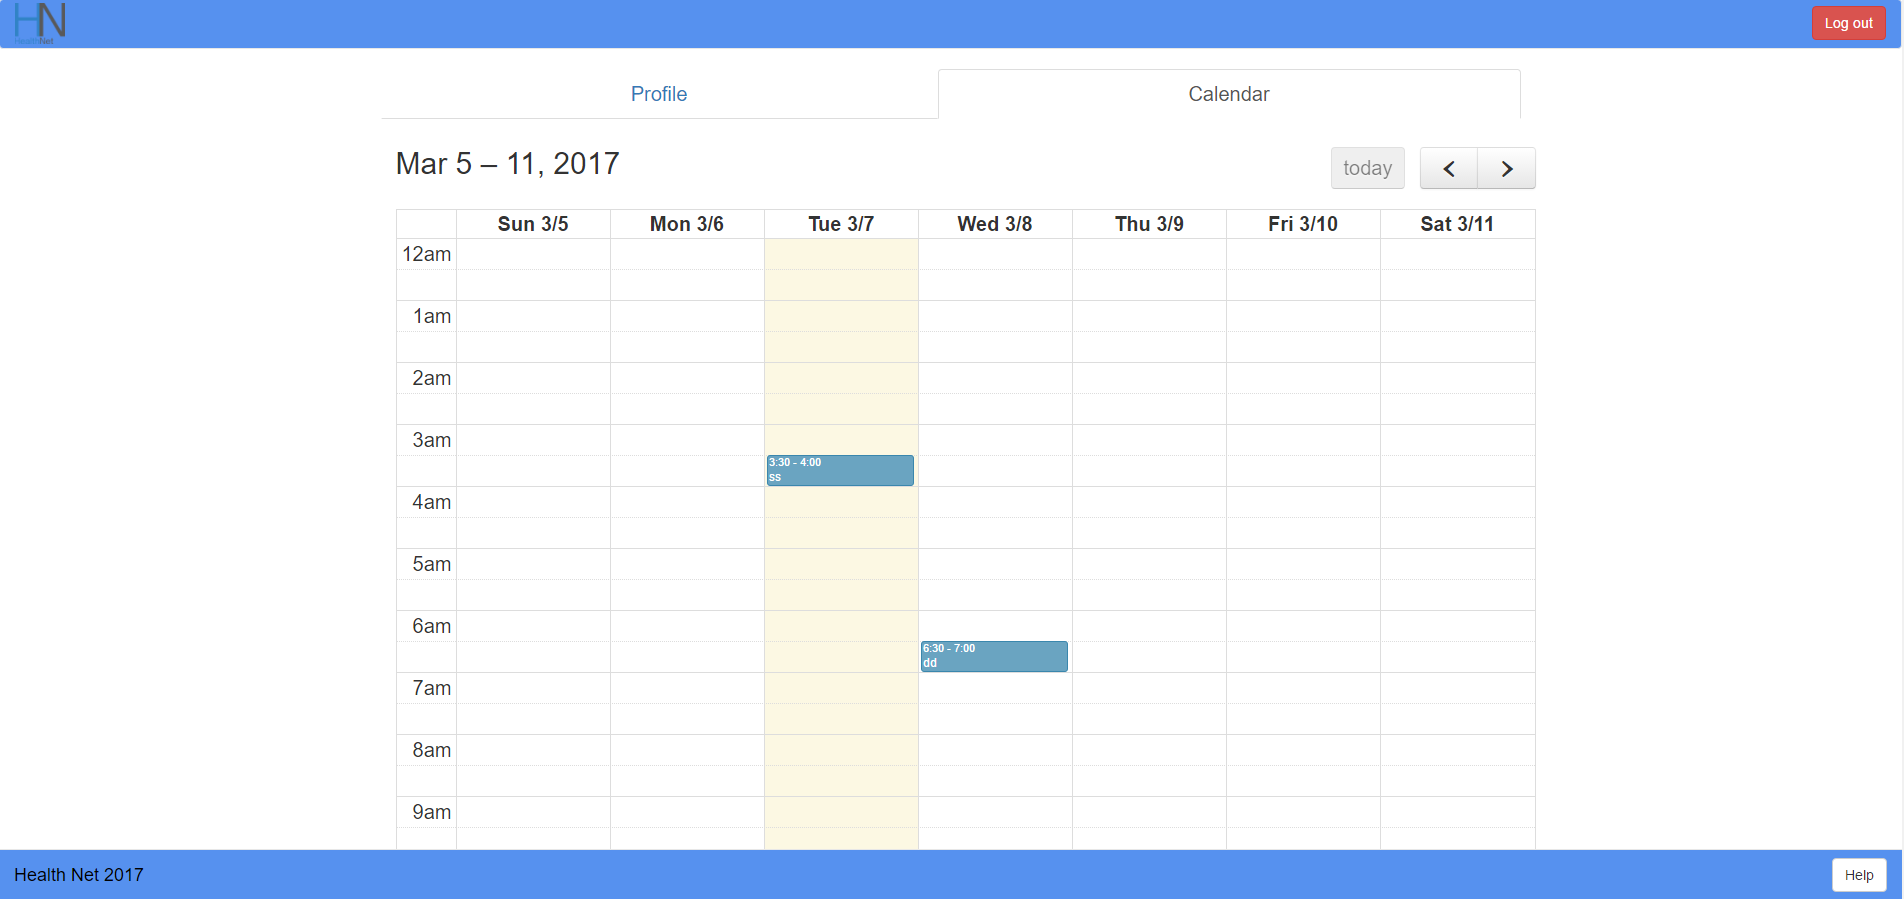 HN
HealthNet
Log out
Profile
Calendar
Mar 5 – 11, 2017
today
Sun 3/5 Mon 3/6 Tue 3/7 Wed 3/8 Thu 3/9 Fri 3/10 Sat 3/11
12am
1am
2am
3am
3:30 - 4:00
ss
4am
5am
6am
6:30 - 7:00
dd
7am
8am
9am
Health Net 2017
Help